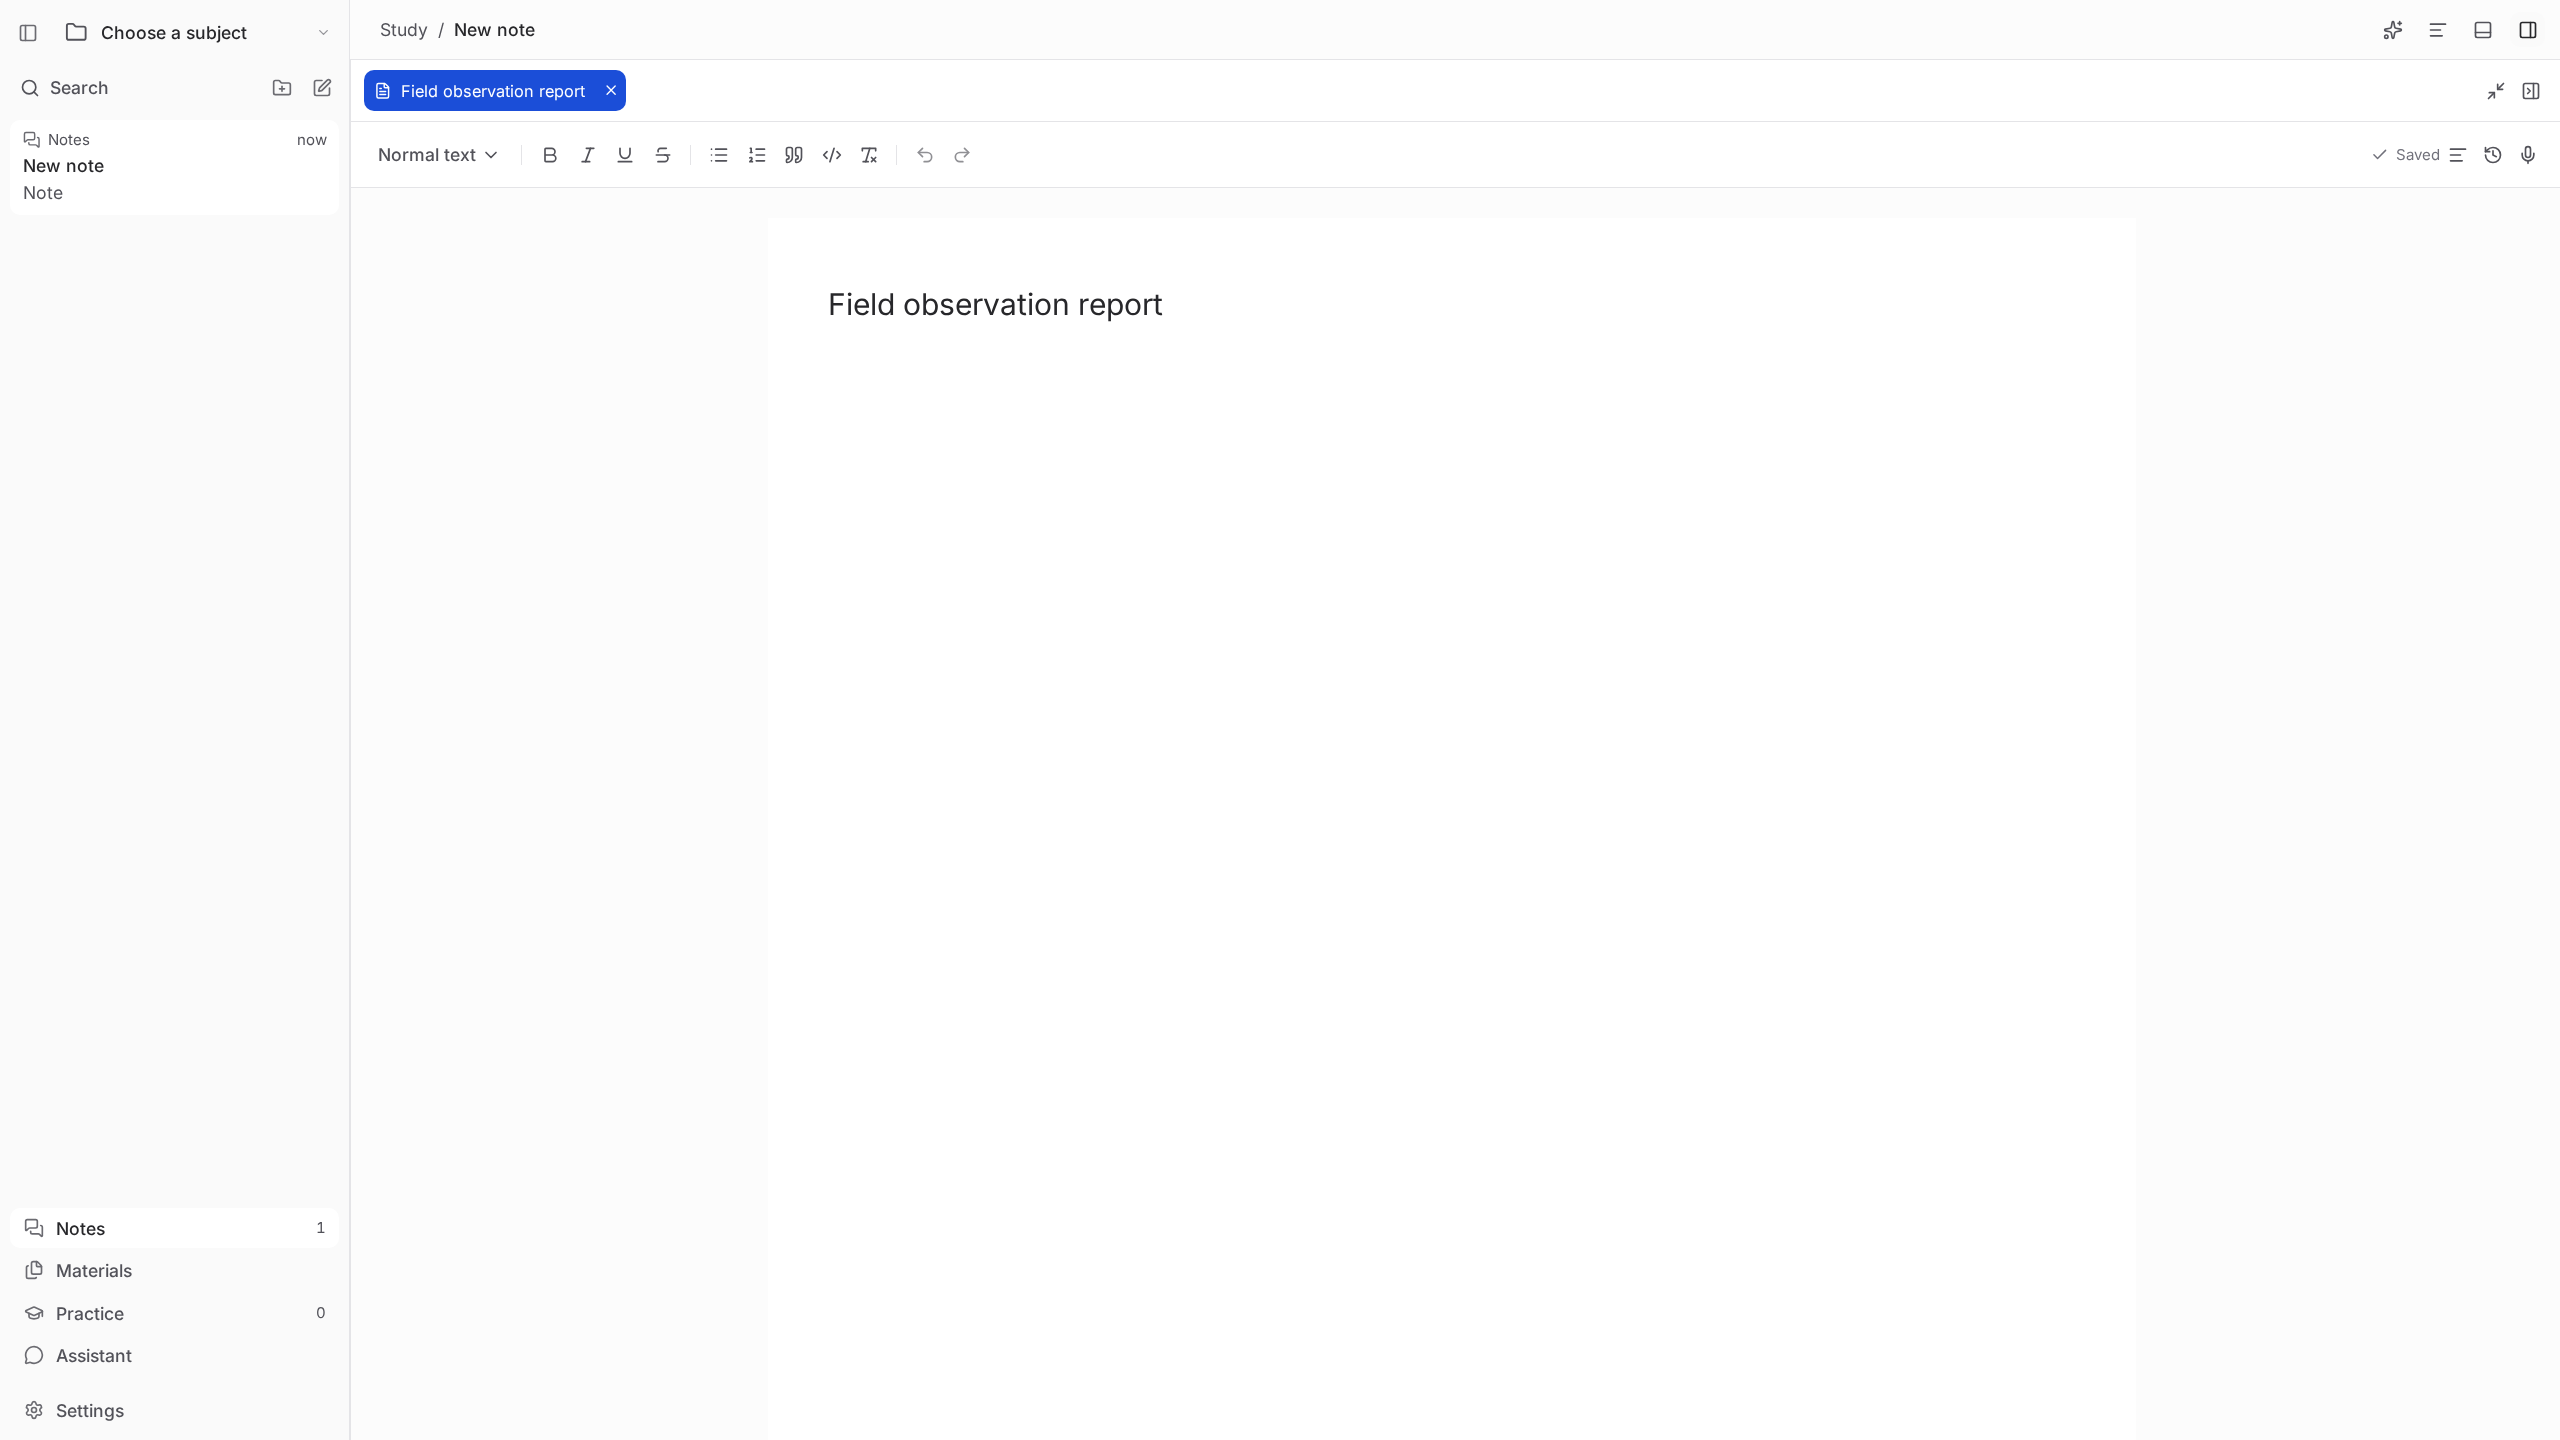 Choose a subject
Study / New note
Search
Field observation report
Notes now
New note
Note
Normal text
Saved
Field observation report
Notes 1
Materials
Practice 0
Assistant
Settings